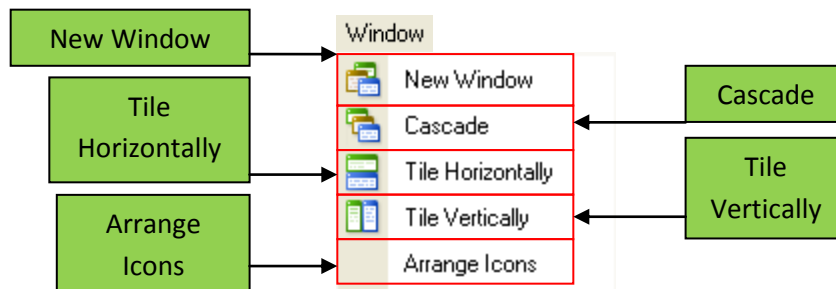 New Window
Tile
Horizontally
Arrange
Icons
Window
New Window
Cascade
Tile Horizontally
Tile Vertically
Arrange Icons
Cascade
Tile
Vertically